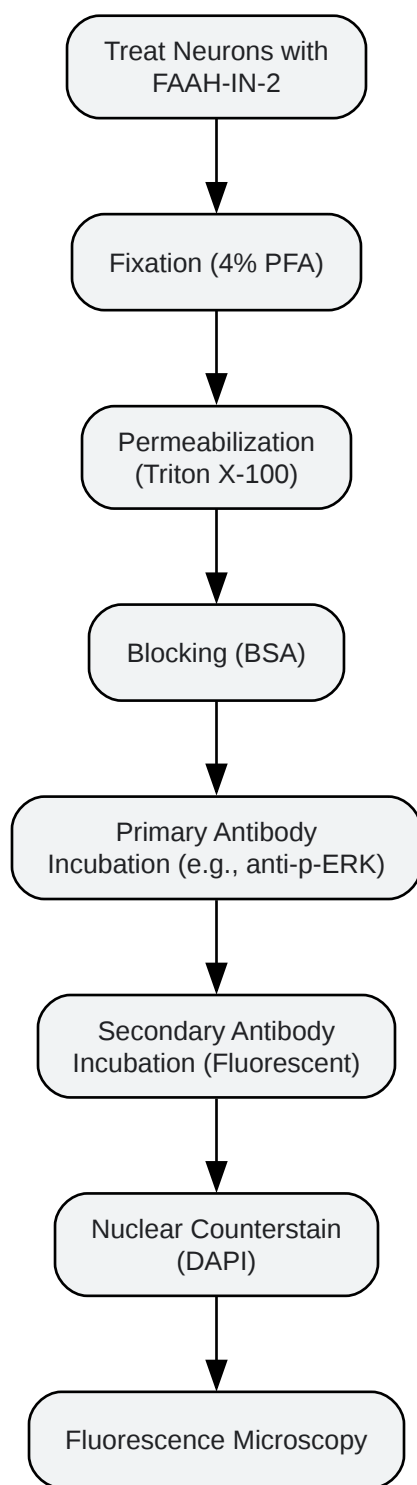 Treat Neurons with
FAAH-IN-2
Fixation (4% PFA)
Permeabilization
(Triton X-100)
Blocking (BSA)
Primary Antibody
Incubation (e.g., anti-p-ERK)
Secondary Antibody
Incubation (Fluorescent)
Nuclear Counterstain
(DAPI)
Fluorescence Microscopy